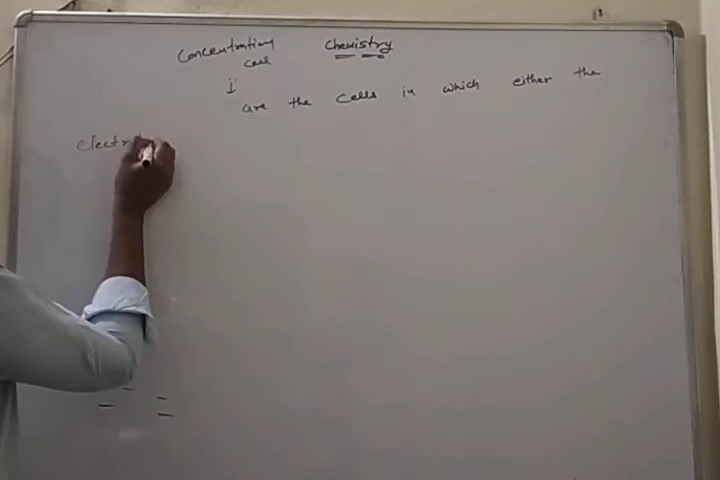 Concentration Chemistry
cell
are the cells in which either the
Electr